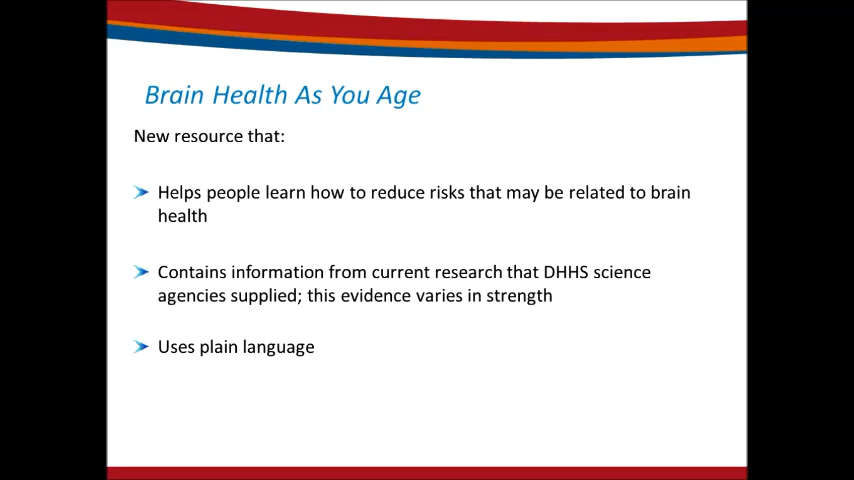 Brain Health As You Age
New resource that:
Helps people learn how to reduce risks that may be related to brain
health
Contains information from current research that DHHS science
agencies supplied; this evidence varies in strength
Uses plain language